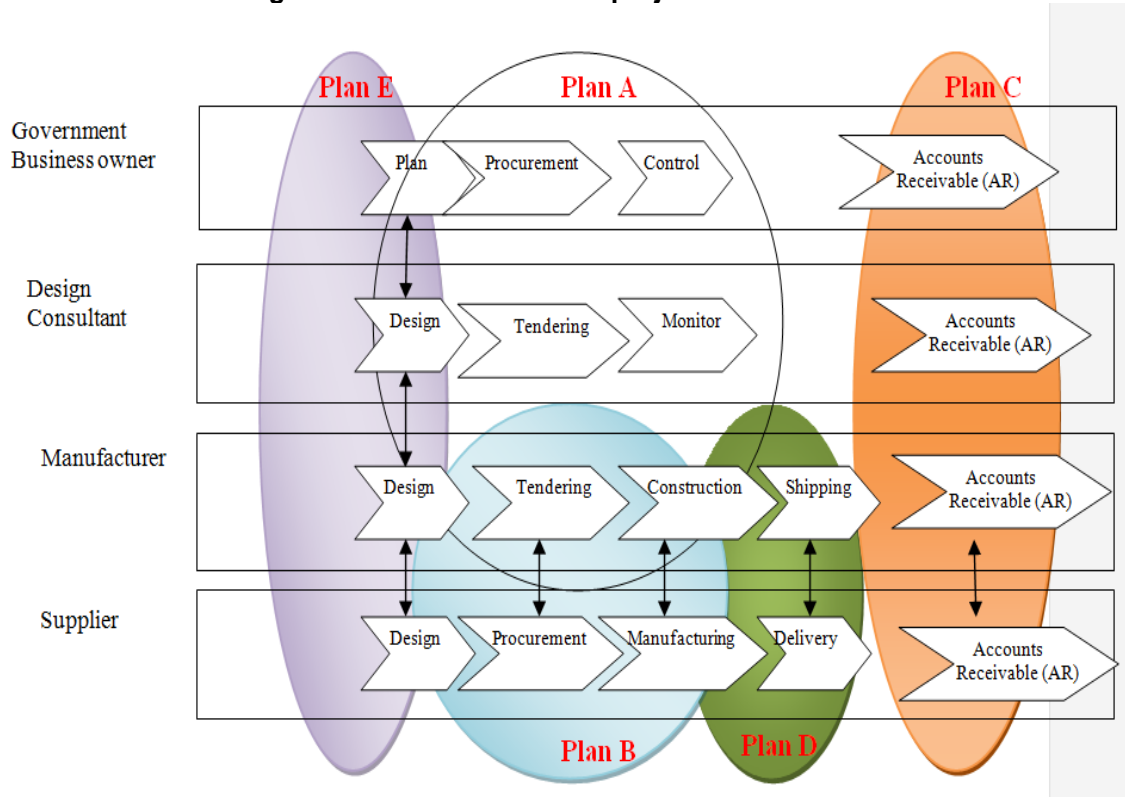 Plan E
Plan A
Plan C
Government
Business owner
Plan
Procurement
Control
Accounts
Receivable (AR)
Design
Consultant
Design
Tendering
Monitor
Accounts
Receivable (AR)
Manufacturer
Design
Tendering
Construction
Shipping
Accounts
Receivable (AR)
Supplier
Design
Procurement
Manufacturing
Delivery
Accounts
Receivable (AR)
Plan B
Plan D